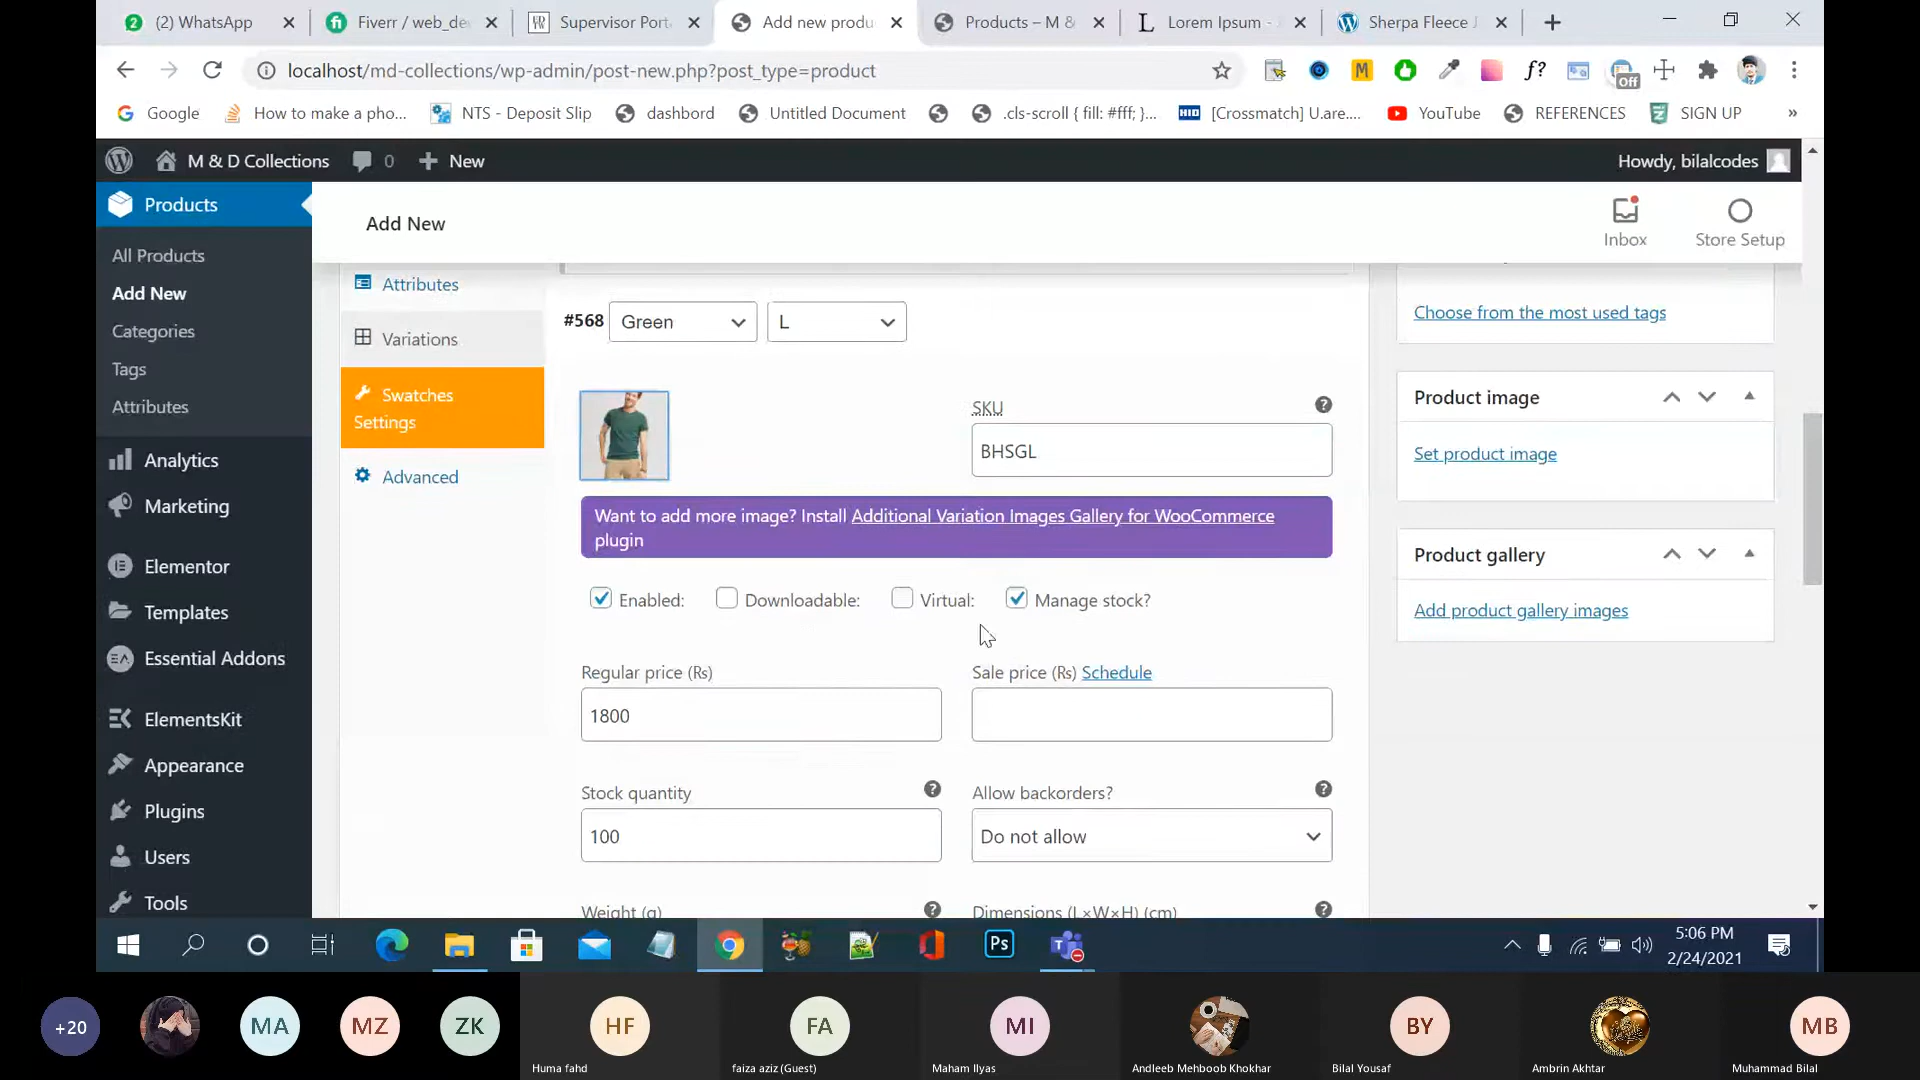 (2) WhatsApp
Fiverr / web_de
Supervisor Port
Add new produ
Products – M &
Lorem Ipsum -
Sherpa Fleece J
localhost/md-collections/wp-admin/post-new.php?post_type=product
M
f?
Off
Google
How to make a pho...
NTS - Deposit Slip
dashbord
Untitled Document
.cls-scroll { fill: #fff; }...
HID
[Crossmatch] U.are....
YouTube
REFERENCES
SIGN UP
»
M & D Collections
0
New
Howdy, bilalcodes
Products
Add New
Inbox
Store Setup
All Products
Add New
Categories
Tags
Attributes
Analytics
Marketing
Elementor
Templates
Essential Addons
ElementsKit
Appearance
Plugins
Users
Tools
Attributes
Variations
Swatches
Settings
Advanced
#568
Green
L
SKU
BHSGL
Want to add more image? Install Additional Variation Images Gallery for WooCommerce
plugin
Enabled:
Downloadable:
Virtual:
Manage stock?
Regular price (₨)
1800
Sale price (₨) Schedule
Stock quantity
100
Allow backorders?
Do not allow
Weight (g)
Dimensions (L×W×H) (cm)
Choose from the most used tags
Product image
Set product image
Product gallery
Add product gallery images
Ps
5:06 PM
2/24/2021
+20
MA
MZ
ZK
HF
Huma fahd
FA
faiza aziz (Guest)
MI
Maham Ilyas
Andleeb Mehboob Khokhar
BY
Bilal Yousaf
Ambrin Akhtar
MB
Muhammad Bilal